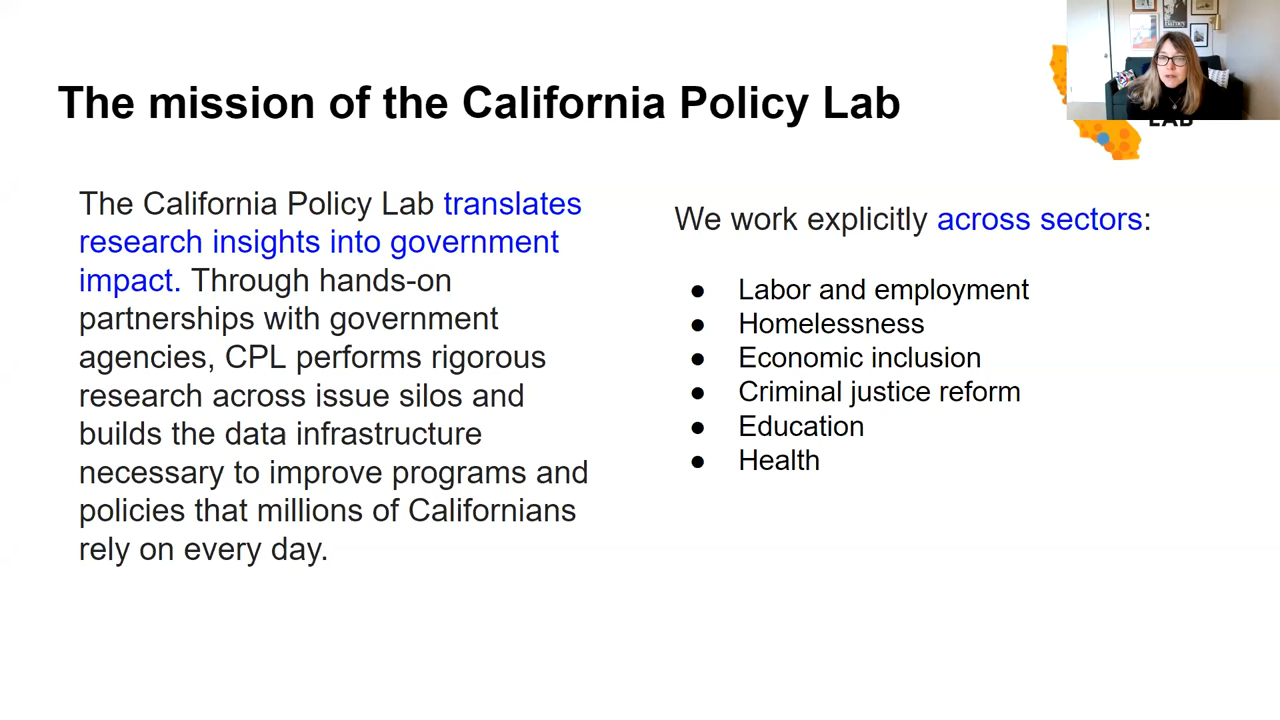 The mission of the California Policy Lab
LAB
The California Policy Lab translates
research insights into government
impact. Through hands-on
partnerships with government
agencies, CPL performs rigorous
research across issue silos and
builds the data infrastructure
necessary to improve programs and
policies that millions of Californians
rely on every day.
We work explicitly across sectors:
● Labor and employment
● Homelessness
● Economic inclusion
● Criminal justice reform
● Education
● Health